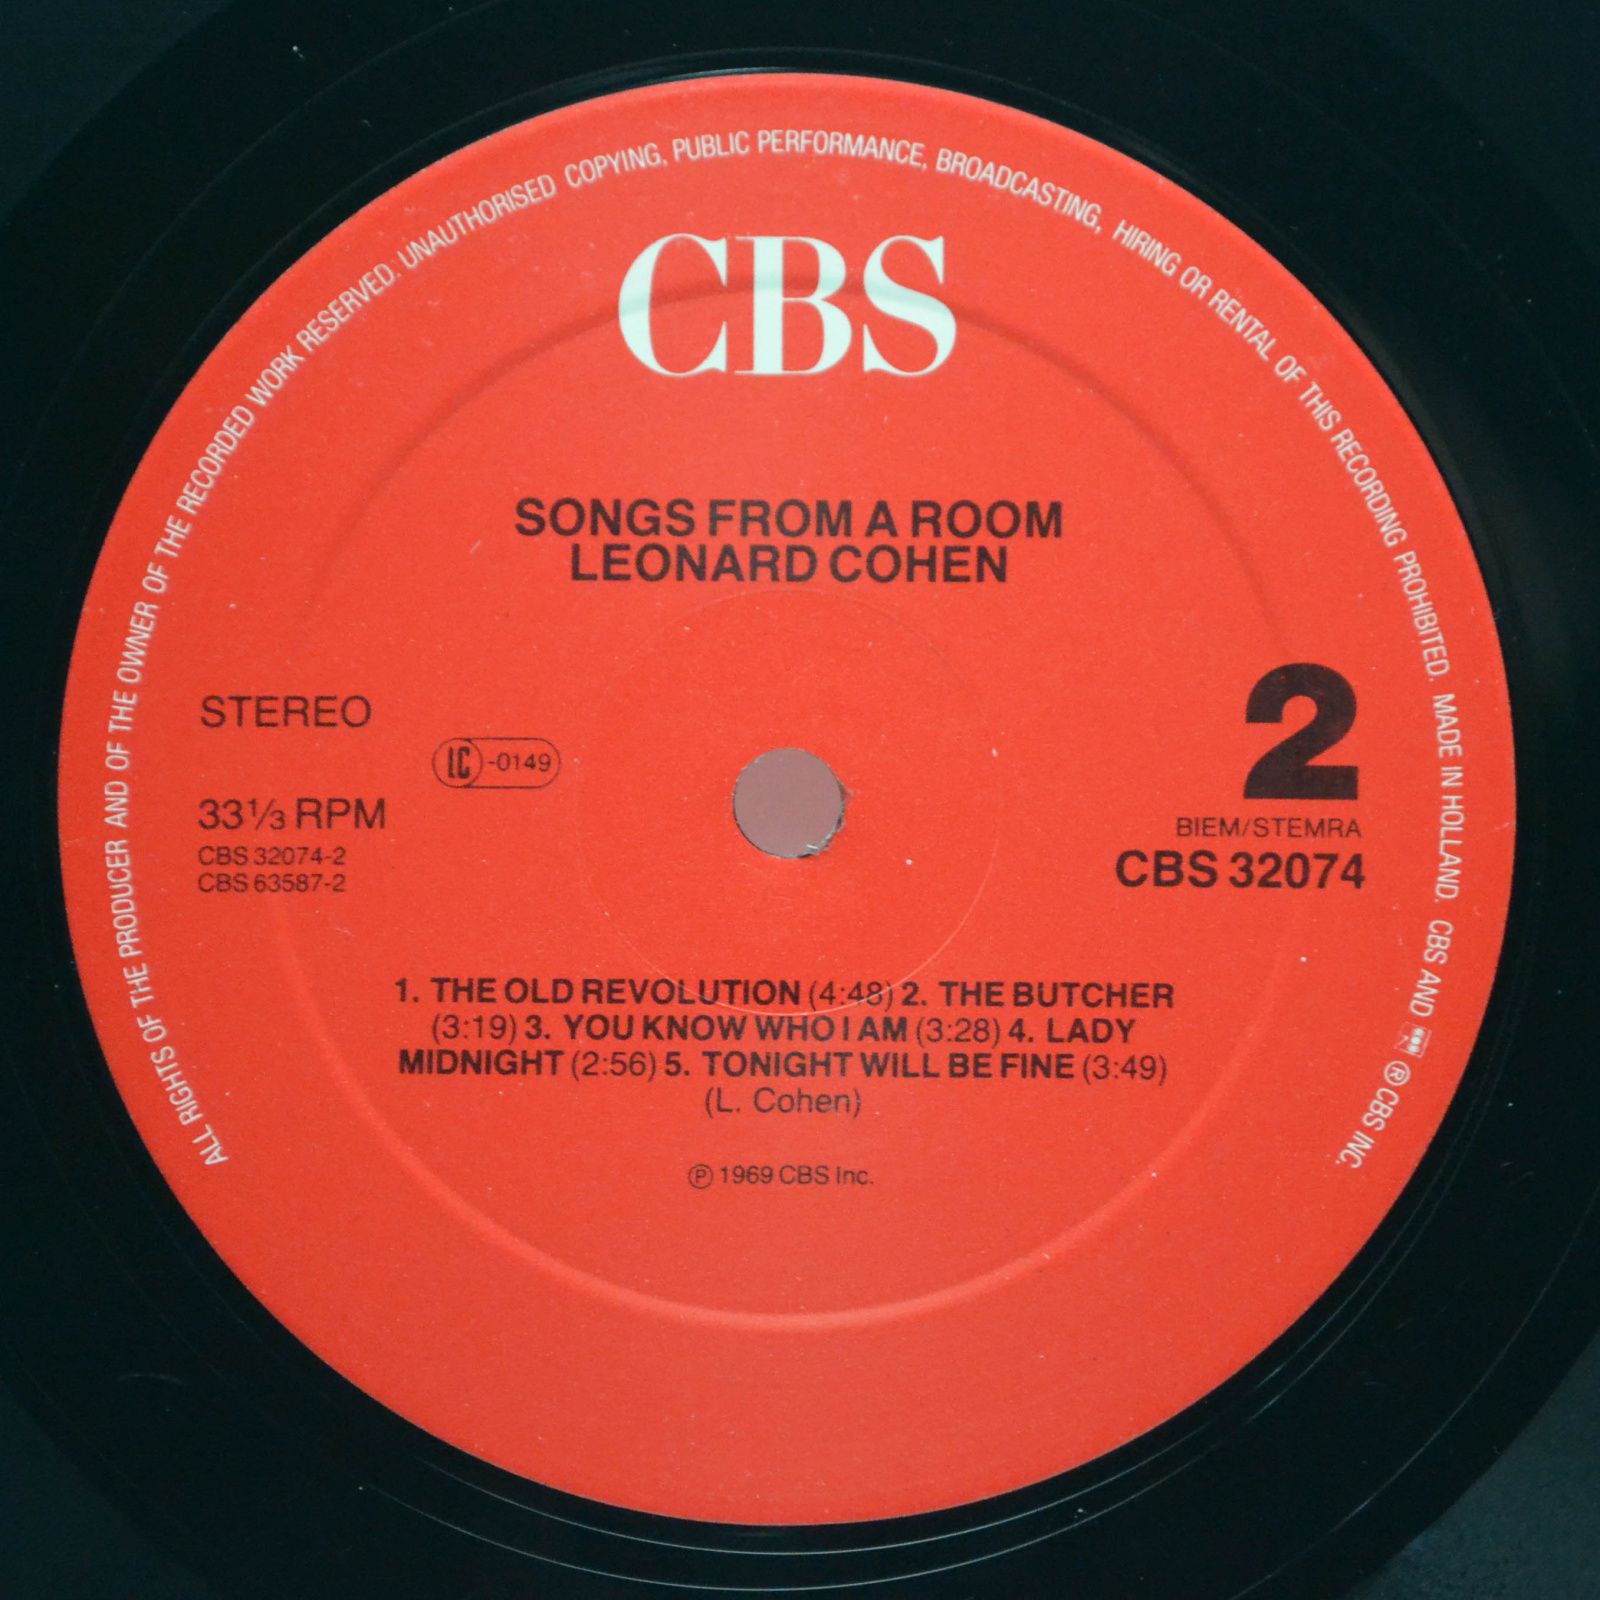 ALL RIGHTS OF THE PRODUCER AND OF THE OWNER OF THE RECORDED WORK RESERVED. UNAUTHORISED COPYING, PUBLIC PERFORMANCE, BROADCASTING, HIRING OR RENTAL OF THIS RECORDING PROHIBITED. MADE IN HOLLAND. CBS AND ® CBS INC.
CBS
SONGS FROM A ROOM
LEONARD COHEN
STEREO
LC-0149
33⅓ RPM
CBS 32074-2
CBS 63587-2
2
BIEM/STEMRA
CBS 32074
1. THE OLD REVOLUTION (4:48) 2. THE BUTCHER
(3:19) 3. YOU KNOW WHO I AM (3:28) 4. LADY
MIDNIGHT (2:56) 5. TONIGHT WILL BE FINE (3:49)
(L. Cohen)
℗ 1969 CBS Inc.